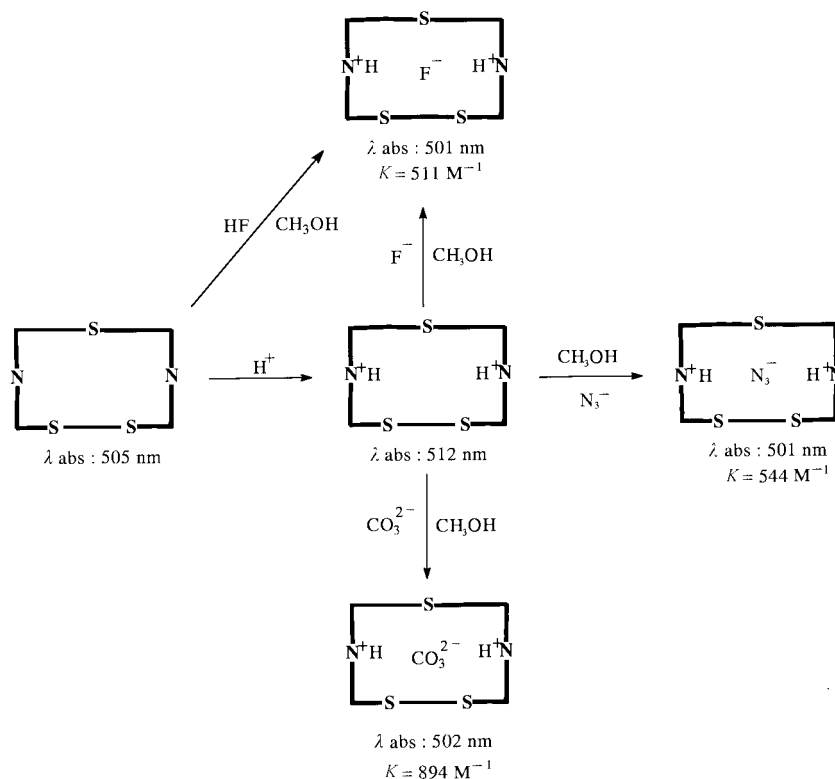 S
N⁺H F⁻ H⁺N
S S
λ abs : 501 nm
K = 511 M⁻¹
HF CH₃OH
F⁻ CH₃OH
S
N N
S S
λ abs : 505 nm
H⁺
S
N⁺H H⁺N
S S
λ abs : 512 nm
CH₃OH
N₃⁻
S
N⁺H N₃⁻ H⁺N
S S
λ abs : 501 nm
K = 544 M⁻¹
CO₃²⁻ CH₃OH
S
N⁺H CO₃²⁻ H⁺N
S S
λ abs : 502 nm
K = 894 M⁻¹